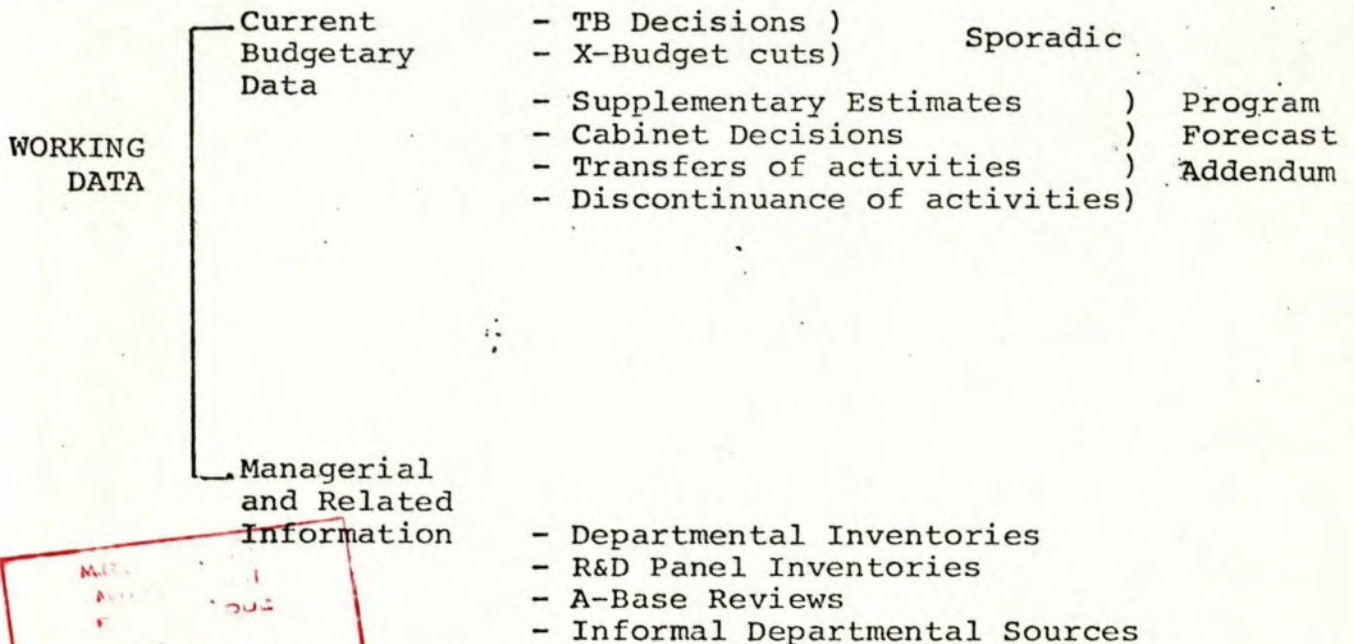 Current - TB Decisions ) Sporadic
Budgetary - X-Budget cuts)
Data
- Supplementary Estimates ) Program
WORKING - Cabinet Decisions ) Forecast
DATA - Transfers of activities ) Addendum
- Discontinuance of activities)
Managerial
and Related
Information - Departmental Inventories
- R&D Panel Inventories
- A-Base Reviews
- Informal Departmental Sources